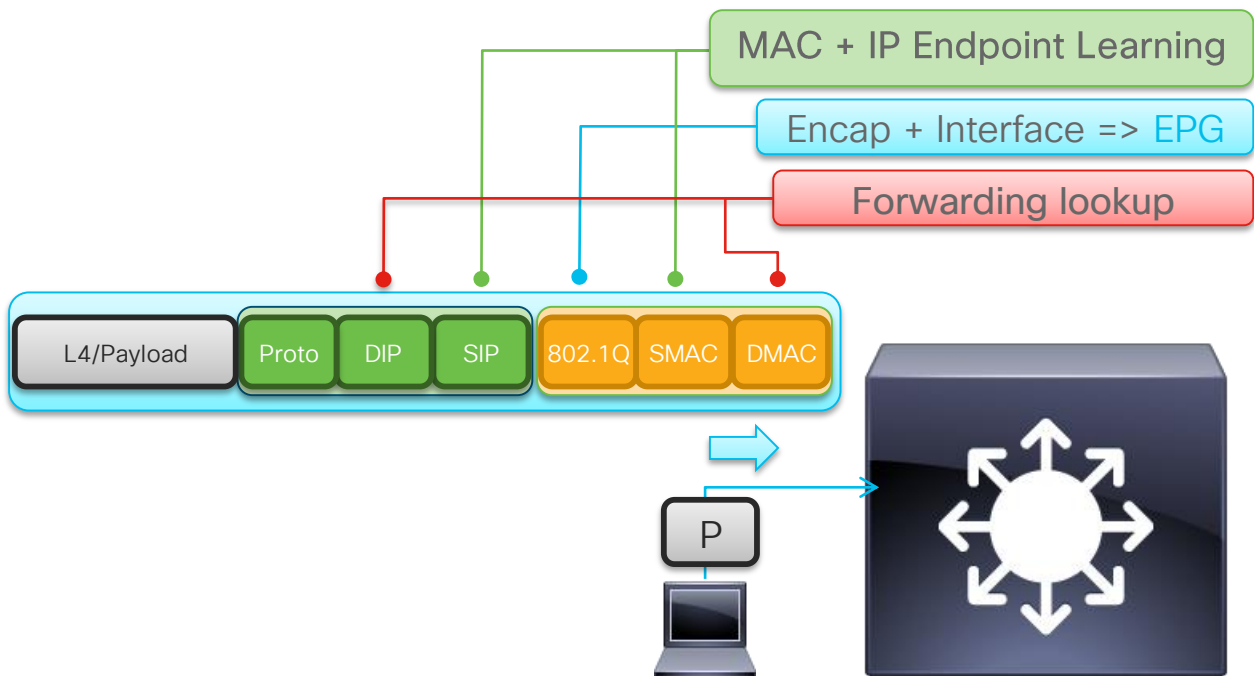 MAC + IP Endpoint Learning
Encap + Interface => EPG
Forwarding lookup
L4/Payload
Proto
DIP
SIP
802.1Q
SMAC
DMAC
P